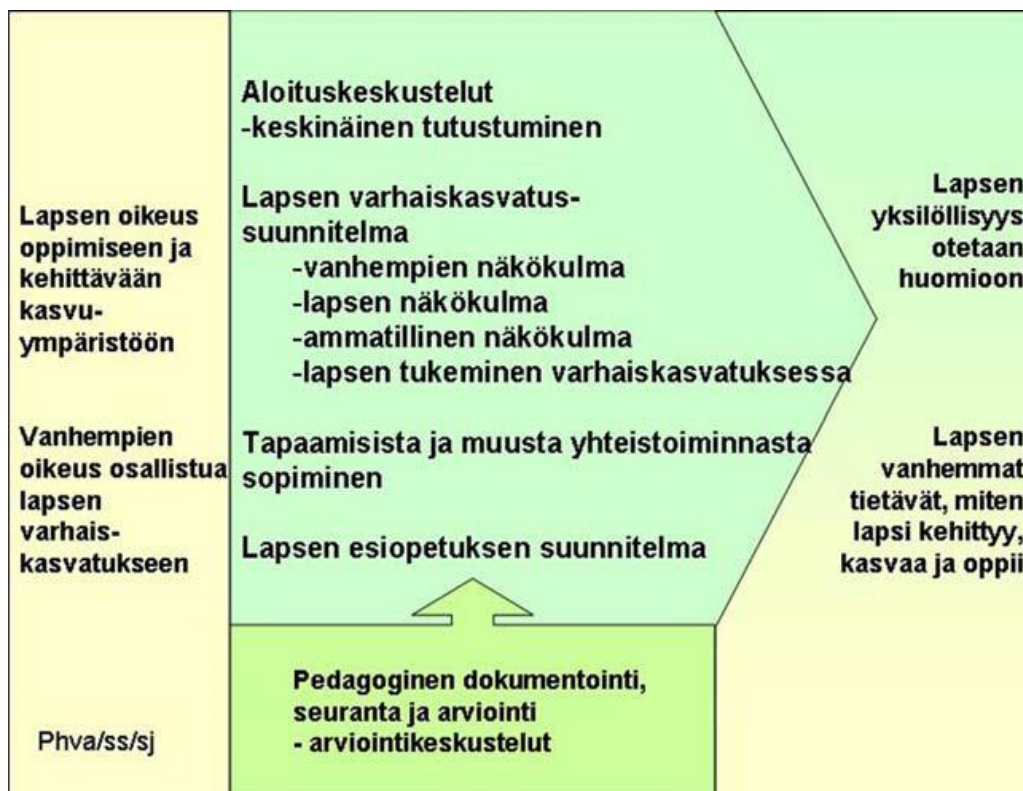 Lapsen oikeus
oppimiseen ja
kehittävään
kasvu-
ympäristöön
Vanhempien
oikeus osallistua
lapsen
varhais-
kasvatukseen
Phva/ss/sj
Aloituskeskustelut
-keskinäinen tutustuminen
Lapsen varhaiskasvatus-
suunnitelma
-vanhempien näkökulma
-lapsen näkökulma
-ammatillinen näkökulma
-lapsen tukeminen varhaiskasvatuksessa
Tapaamisista ja muusta yhteistoiminnasta
sopiminen
Lapsen esiopetuksen suunnitelma
Pedagoginen dokumentointi,
seuranta ja arviointi
- arviointikeskustelut
Lapsen
yksilöllisyys
otetaan
huomioon
Lapsen
vanhemmat
tietävät, miten
lapsi kehittyy,
kasvaa ja oppii